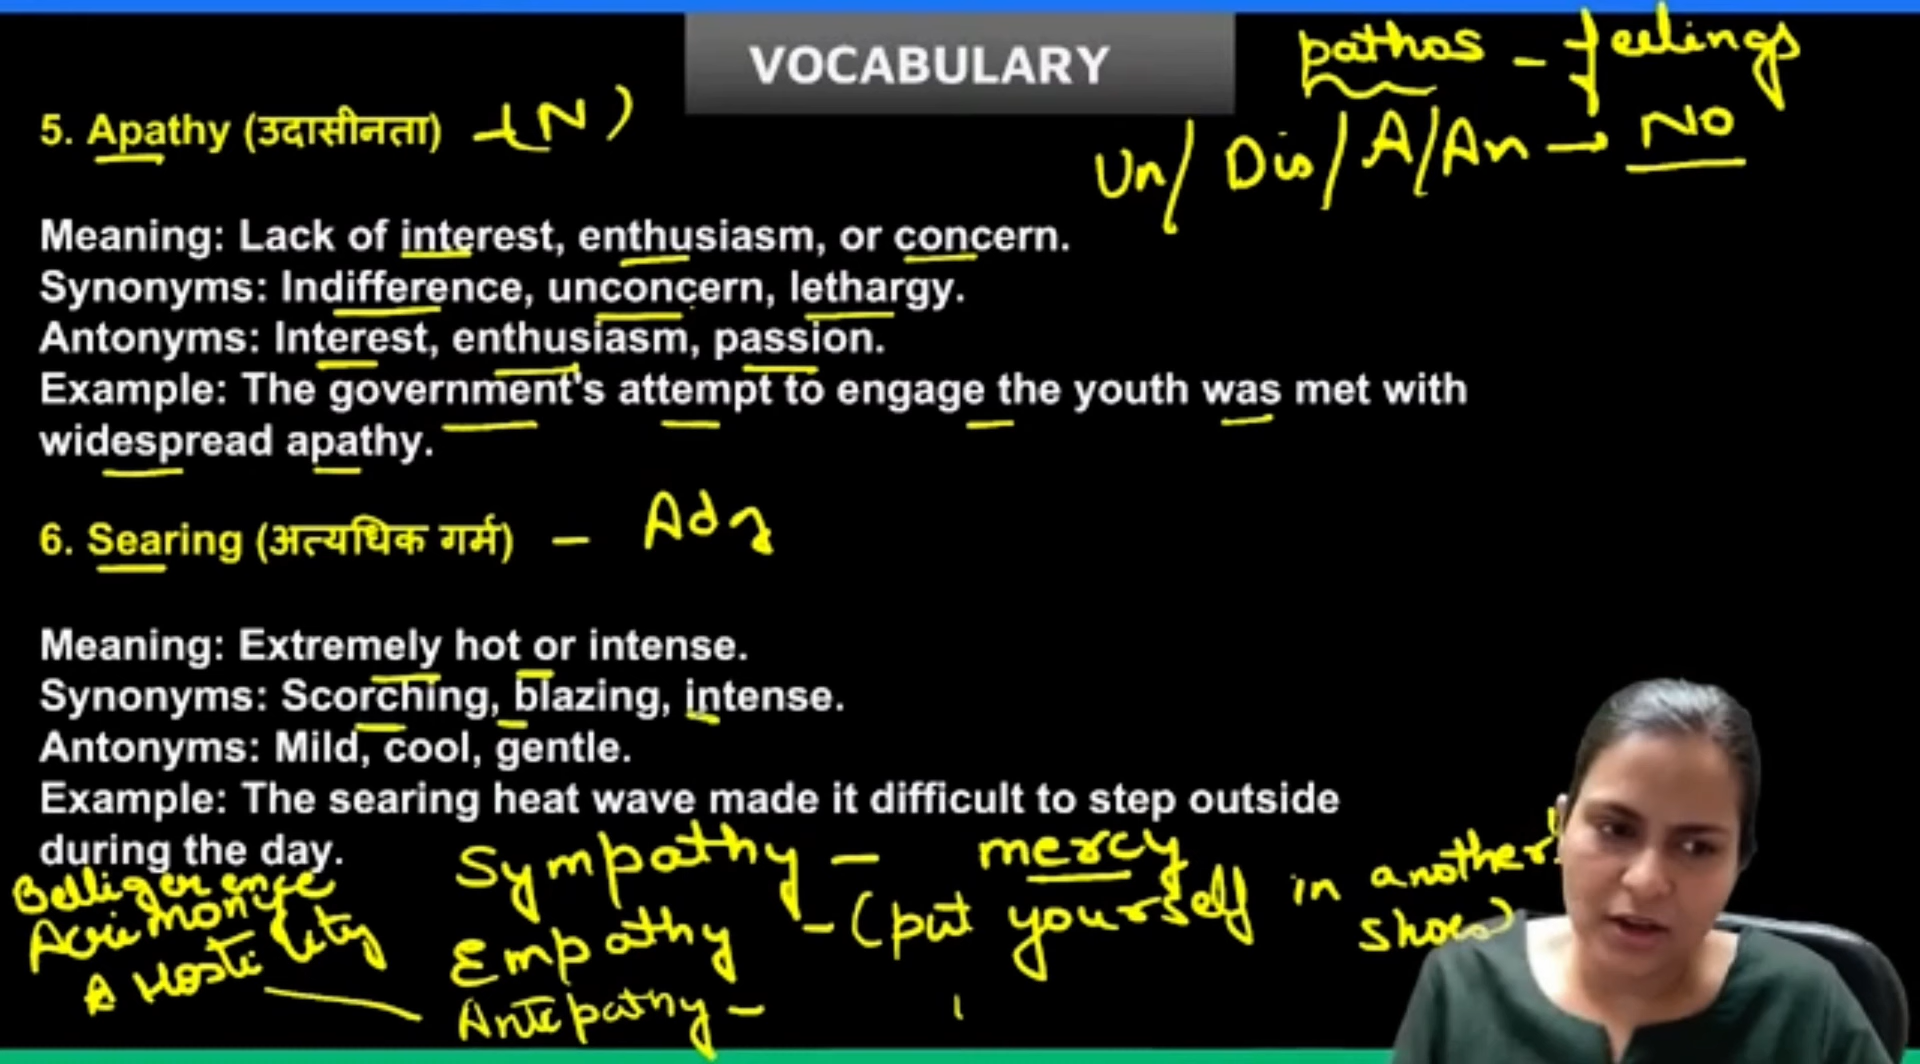 VOCABULARY
pathos - feelings
Un/ Dis/ A/An → No
5. Apathy (उदासीनता) - (N)
Meaning: Lack of interest, enthusiasm, or concern.
Synonyms: Indifference, unconcern, lethargy.
Antonyms: Interest, enthusiasm, passion.
Example: The government's attempt to engage the youth was met with
widespread apathy.
6. Searing (अत्यधिक गर्म) - Adj
Meaning: Extremely hot or intense.
Synonyms: Scorching, blazing, intense.
Antonyms: Mild, cool, gentle.
Example: The searing heat wave made it difficult to step outside
during the day.
Sympathy - mercy
Empathy - (put yourself in another's
shoes)
Antipathy -
Belligerence
Acrimony
Hostility